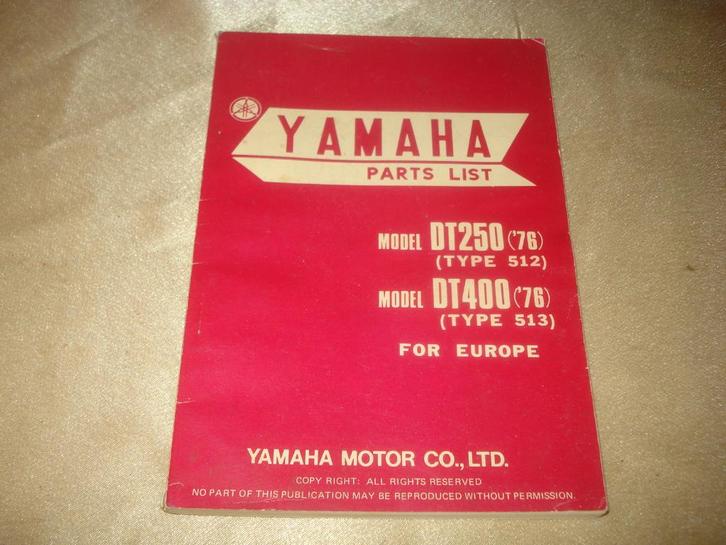 YAMAHA
PARTS LIST
MODEL DT250 ('76)
(TYPE 512)
MODEL DT400 ('76)
(TYPE 513)
FOR EUROPE
YAMAHA MOTOR CO., LTD.
COPY RIGHT: ALL RIGHTS RESERVED
NO PART OF THIS PUBLICATION MAY BE REPRODUCED WITHOUT PERMISSION.